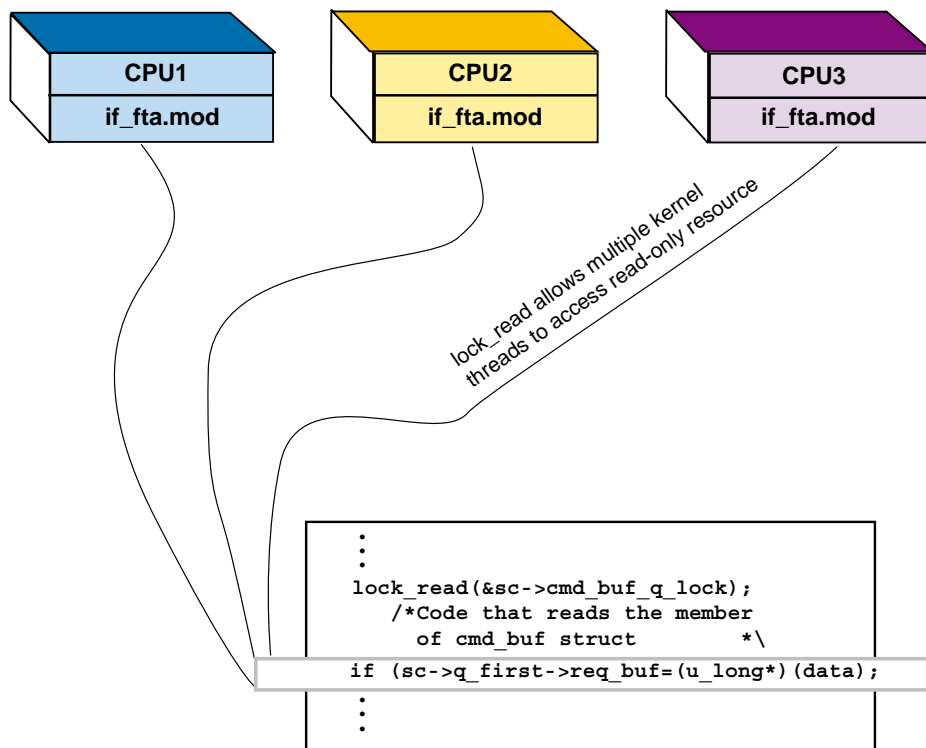 CPU1
if_fta.mod
CPU2
if_fta.mod
CPU3
if_fta.mod
lock_read allows multiple kernel
threads to access read-only resource
lock_read(&sc->cmd_buf_q_lock);
/*Code that reads the member
of cmd_buf struct *\
if (sc->q_first->req_buf=(u_long*)(data);